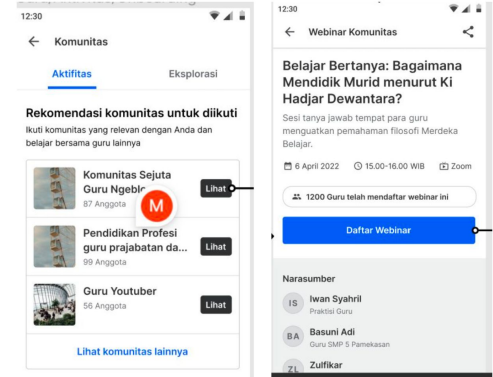 12:30
Komunitas
Aktifitas
Eksplorasi
Rekomendasi komunitas untuk diikuti
Ikuti komunitas yang relevan dengan Anda dan
belajar bersama guru lainnya
Komunitas Sejuta
Guru
Lihat
87 Anggota
M
Pendidikan Profesi
guru prajabatan dan da...
Lihat
99 Anggota
Guru Youtuber
56 Anggota
Lihat
Lihat komunitas lainnya
12:30
Webinar Komunitas
Belajar Bertanya: Bagaimana
Mendidik Murid menurut Ki
Hadjar Dewantara?
Sesi tanya jawab tempat para guru
menguatkan pemahaman filosofi Merdeka
Belajar.
6 April 2022
15.00-16.00 WIB
Zoom
1200 Guru telah mendaftar webinar ini
Daftar Webinar
Narasumber
IS
Iwan Syahril
Praktisi Guru
BA
Basuni Adi
Guru SMP 5 Pamekasan
ZL
Zulfikar